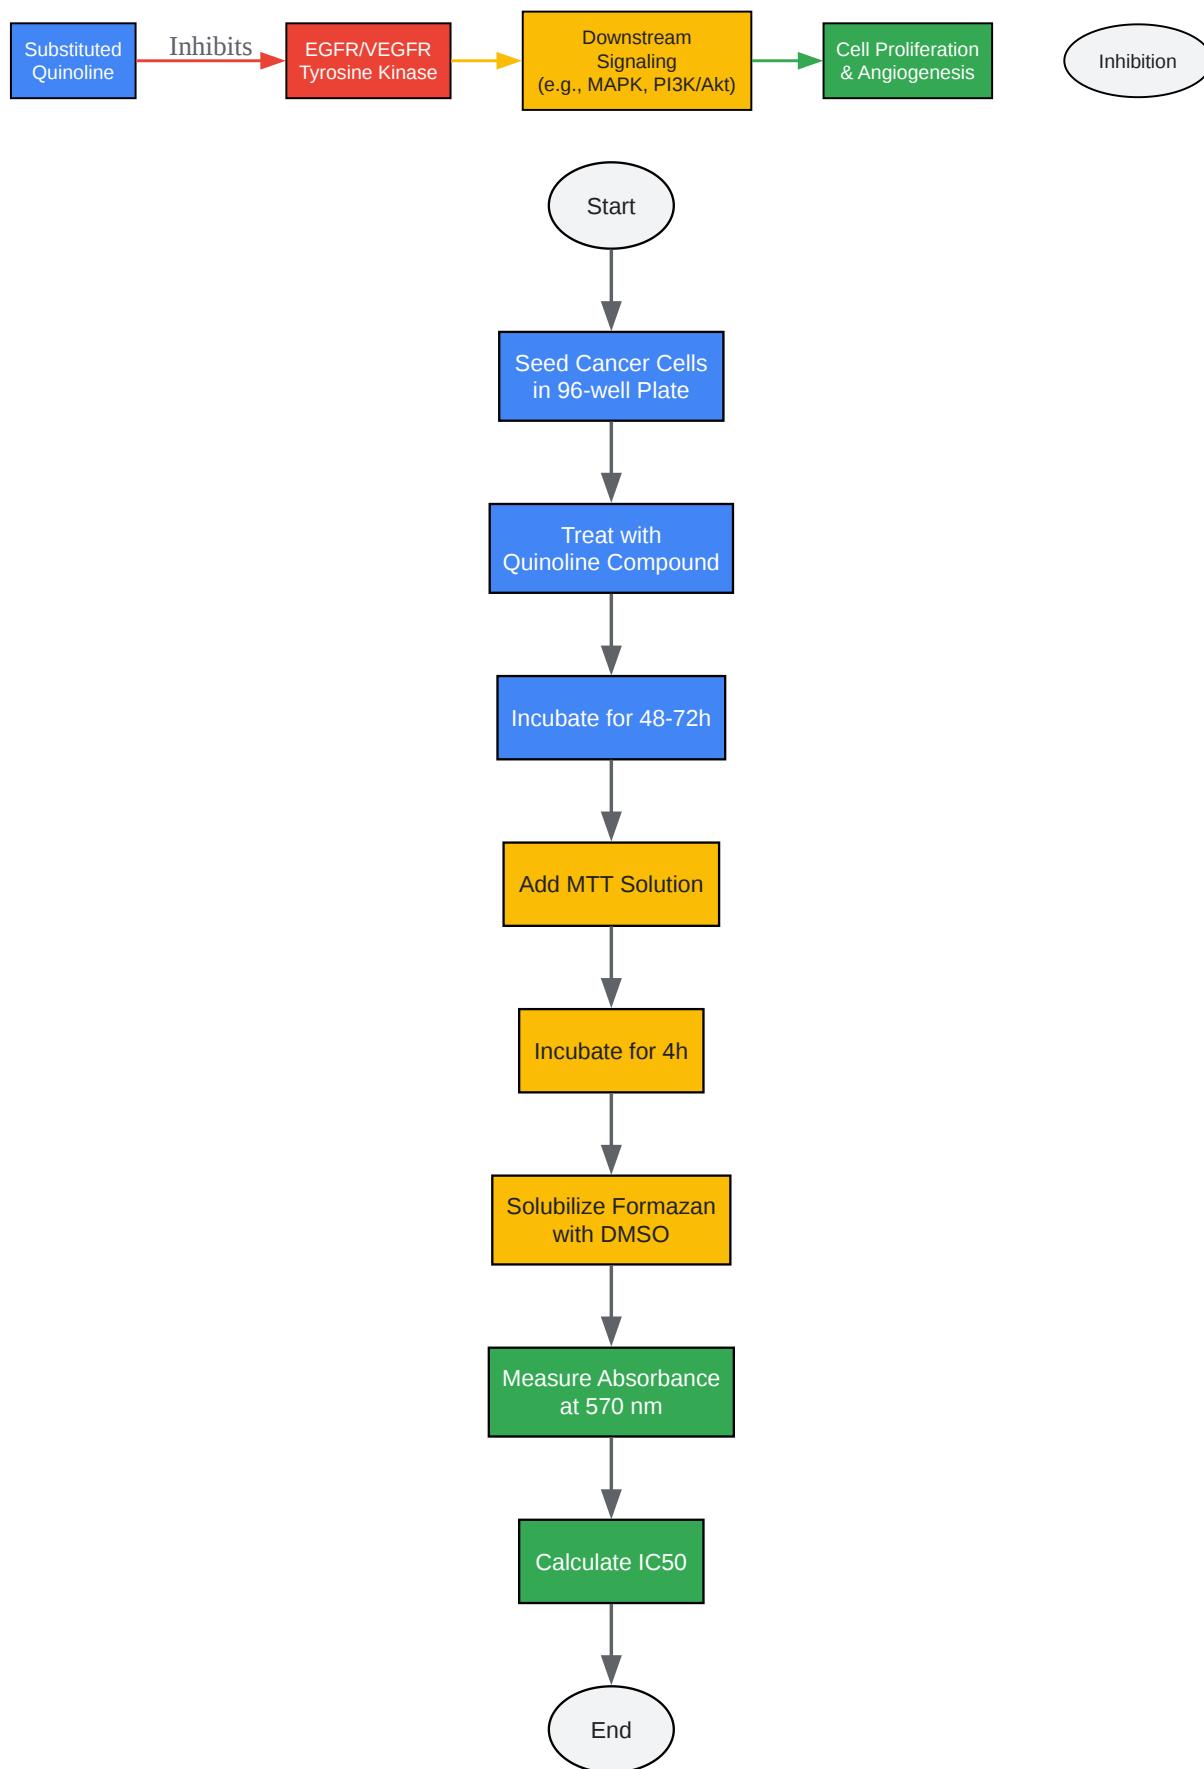 Substituted
Quinoline
Inhibits
EGFR/VEGFR
Tyrosine Kinase
Downstream
Signaling
(e.g., MAPK, PI3K/Akt)
Cell Proliferation
& Angiogenesis
Inhibition
Start
Seed Cancer Cells
in 96-well Plate
Treat with
Quinoline Compound
Incubate for 48-72h
Add MTT Solution
Incubate for 4h
Solubilize Formazan
with DMSO
Measure Absorbance
at 570 nm
Calculate IC50
End